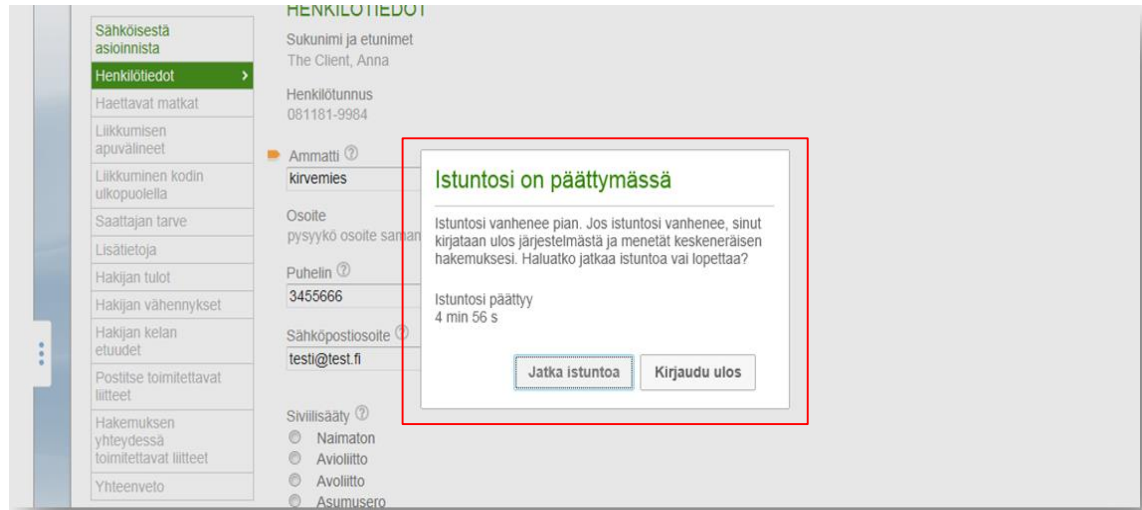 HENKILÖTIEDOT
Sähköisestä
asioinnista
Henkilötiedot
Haettavat matkat
Liikkumisen
apuvälineet
Liikkuminen kodin
ulkopuolella
Saattajan tarve
Lisätietoja
Hakijan tulot
Hakijan vähennykset
Hakijan kelan
etuudet
Postitse toimitettavat
liitteet
Hakemuksen
yhteydessä
toimitettavat liitteet
Yhteenveto
Sukunimi ja etunimet
The Client, Anna
Henkilötunnus
081181-9984
Ammatti
kirvemies
Osoite
pysyykö osoite saman
Puhelin
3455666
Sähköpostiosoite
testi@test.fi
Siviilisääty
Naimaton
Avioliitto
Avoliitto
Asumusero
Istuntosi on päättymässä
Istuntosi vanhenee pian. Jos istuntosi vanhenee, sinut
kirjataan ulos järjestelmästä ja menetät keskeneräisen
hakemuksesi. Haluatko jatkaa istuntoa vai lopettaa?
Istuntosi päättyy
4 min 56 s
Jatka istuntoa
Kirjaudu ulos